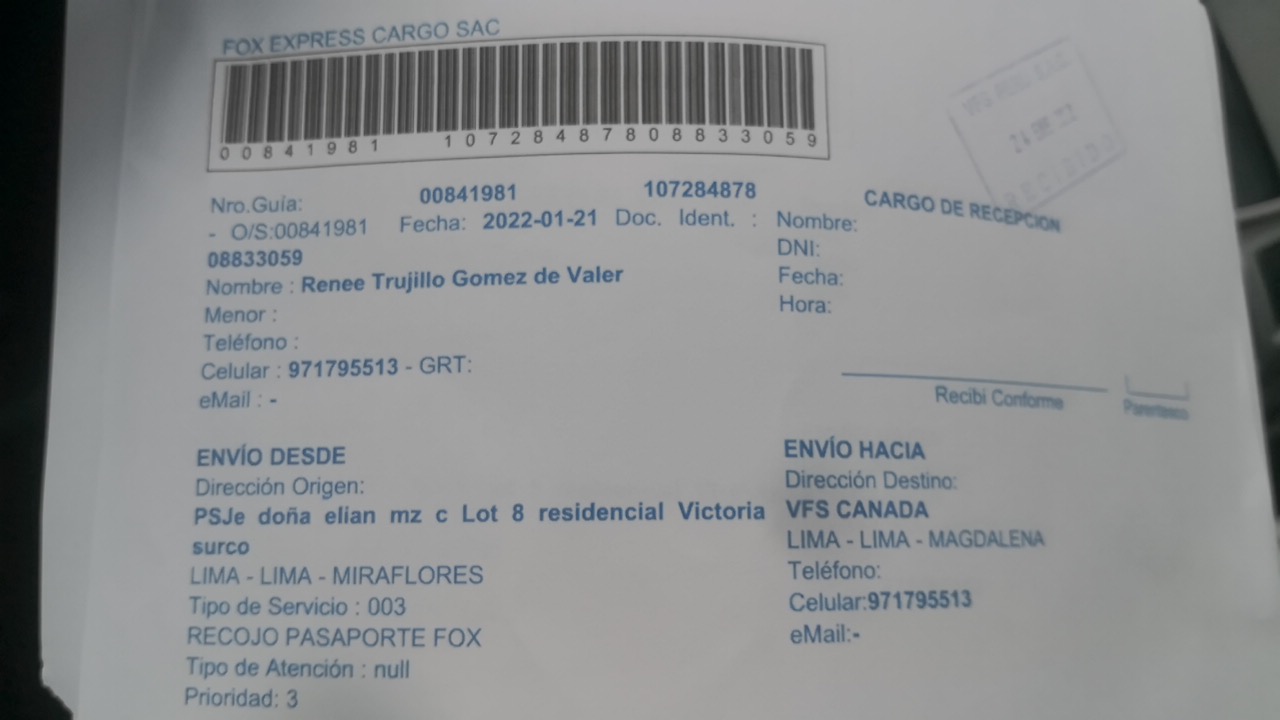 FOX EXPRESS CARGO SAC
00841981 10728487808833059
Nro.Guía: 00841981 107284878
- O/S:00841981 Fecha: 2022-01-21 Doc. Ident. :
08833059
Nombre : Renee Trujillo Gomez de Valer
Menor :
Teléfono :
Celular : 971795513 - GRT:
eMail : -
CARGO DE RECEPCION
Nombre:
DNI:
Fecha:
Hora:
Recibi Conforme
Parentesco
ENVÍO DESDE
Dirección Origen:
PSJe doña elian mz c Lot 8 residencial Victoria
surco
LIMA - LIMA - MIRAFLORES
Tipo de Servicio : 003
RECOJO PASAPORTE FOX
Tipo de Atención : null
Prioridad: 3
ENVÍO HACIA
Dirección Destino:
VFS CANADA
LIMA - LIMA - MAGDALENA
Teléfono:
Celular:971795513
eMail:-